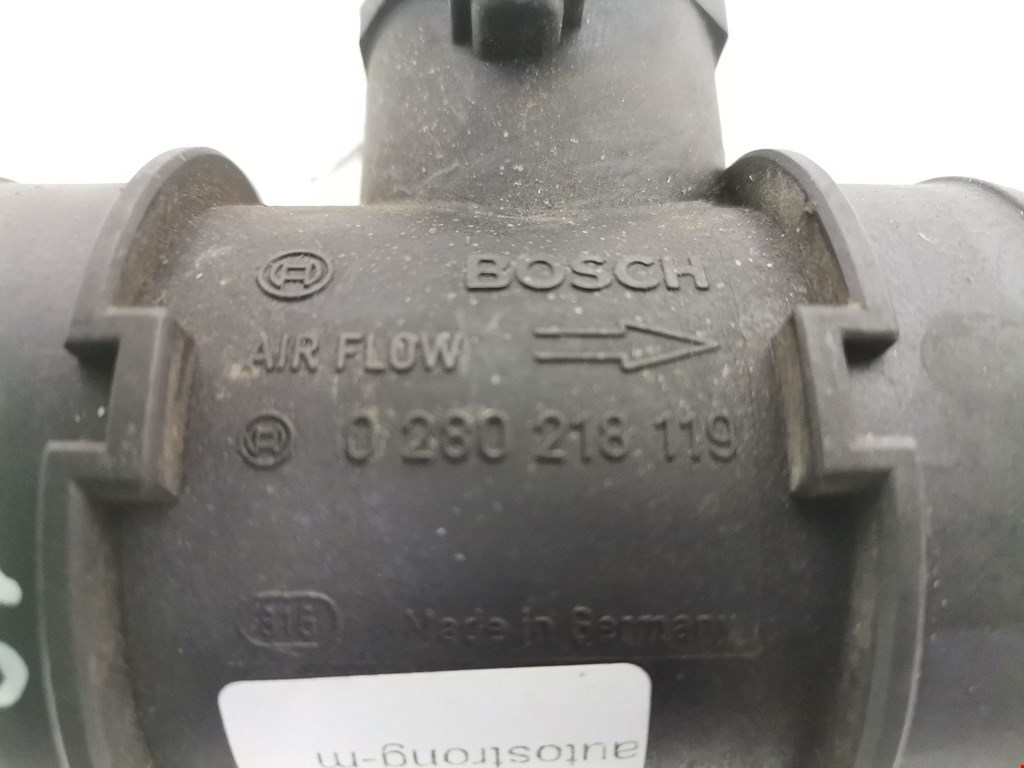 BOSCH
AIR FLOW
0 280 218 119
Made in Germany
autostrong-m